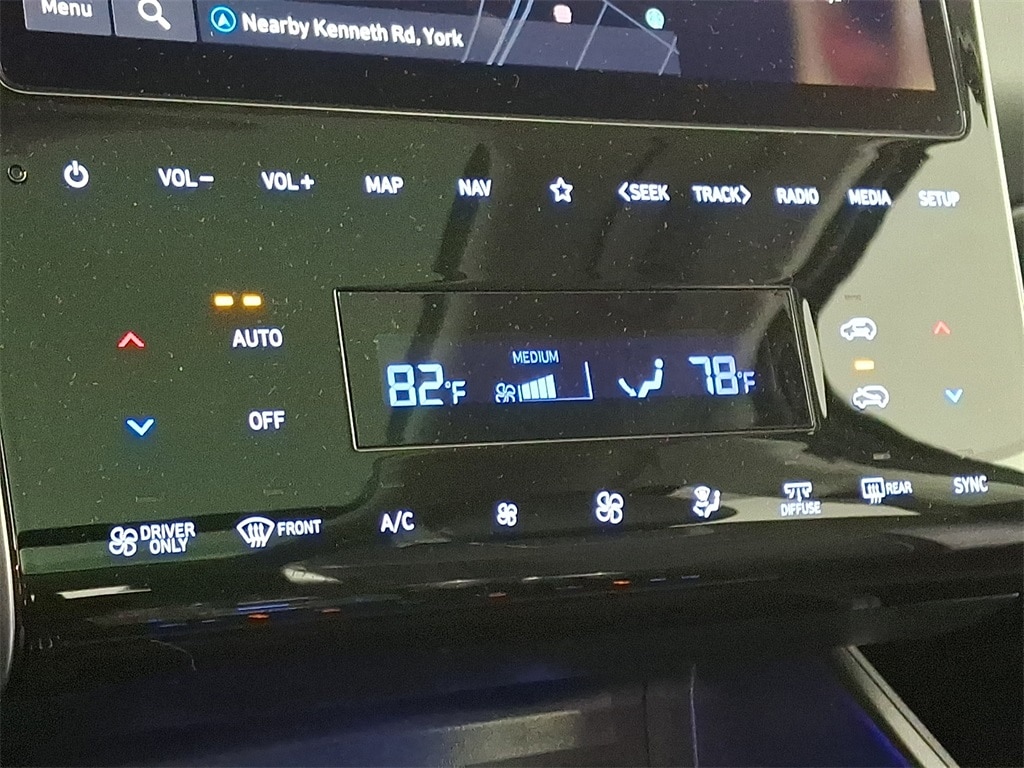 Menu
Nearby Kenneth Rd, York
VOL− VOL+ MAP NAV <SEEK TRACK> RADIO MEDIA SETUP
AUTO
MEDIUM
82°F 78°F
OFF
DRIVER ONLY
FRONT
A/C
DIFFUSE
REAR
SYNC